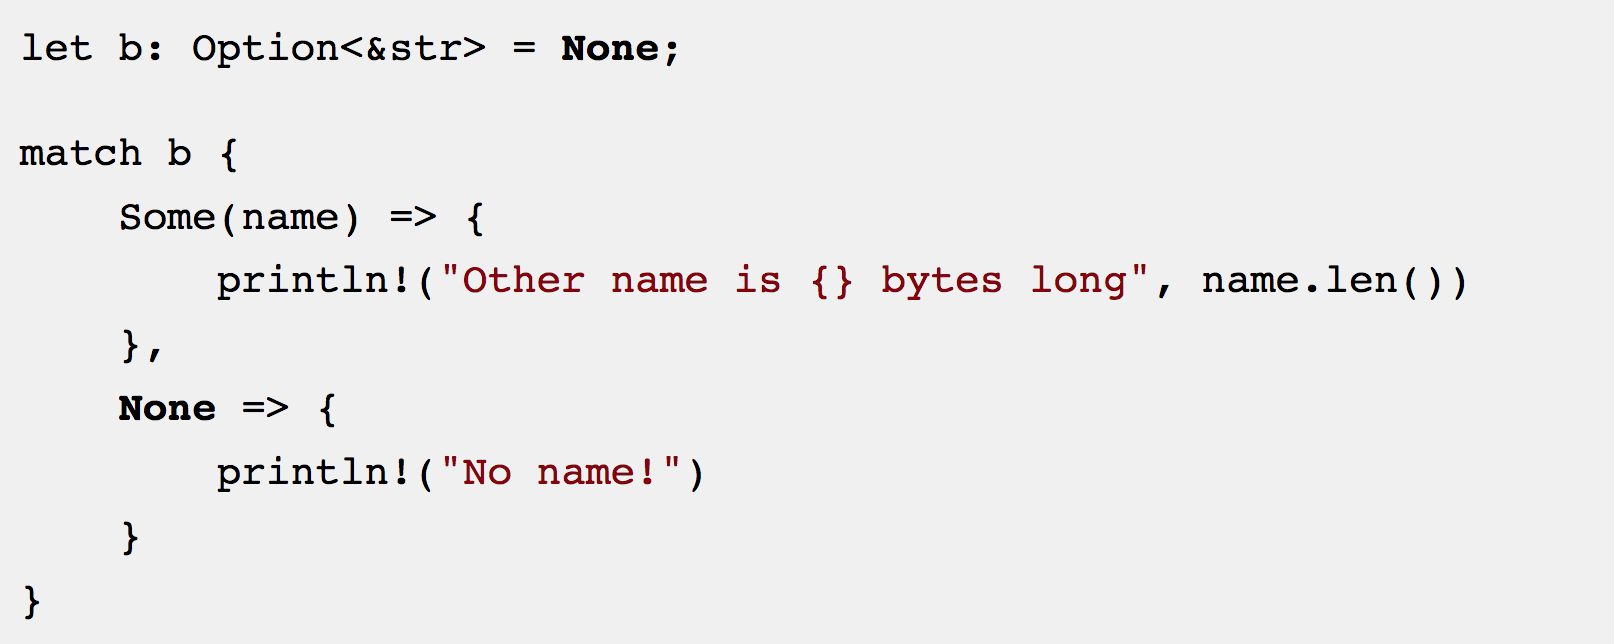 let b: Option<&str> = None;
match b {
    Some(name) => {
        println!("Other name is {} bytes long", name.len())
    },
    None => {
        println!("No name!")
    }
}